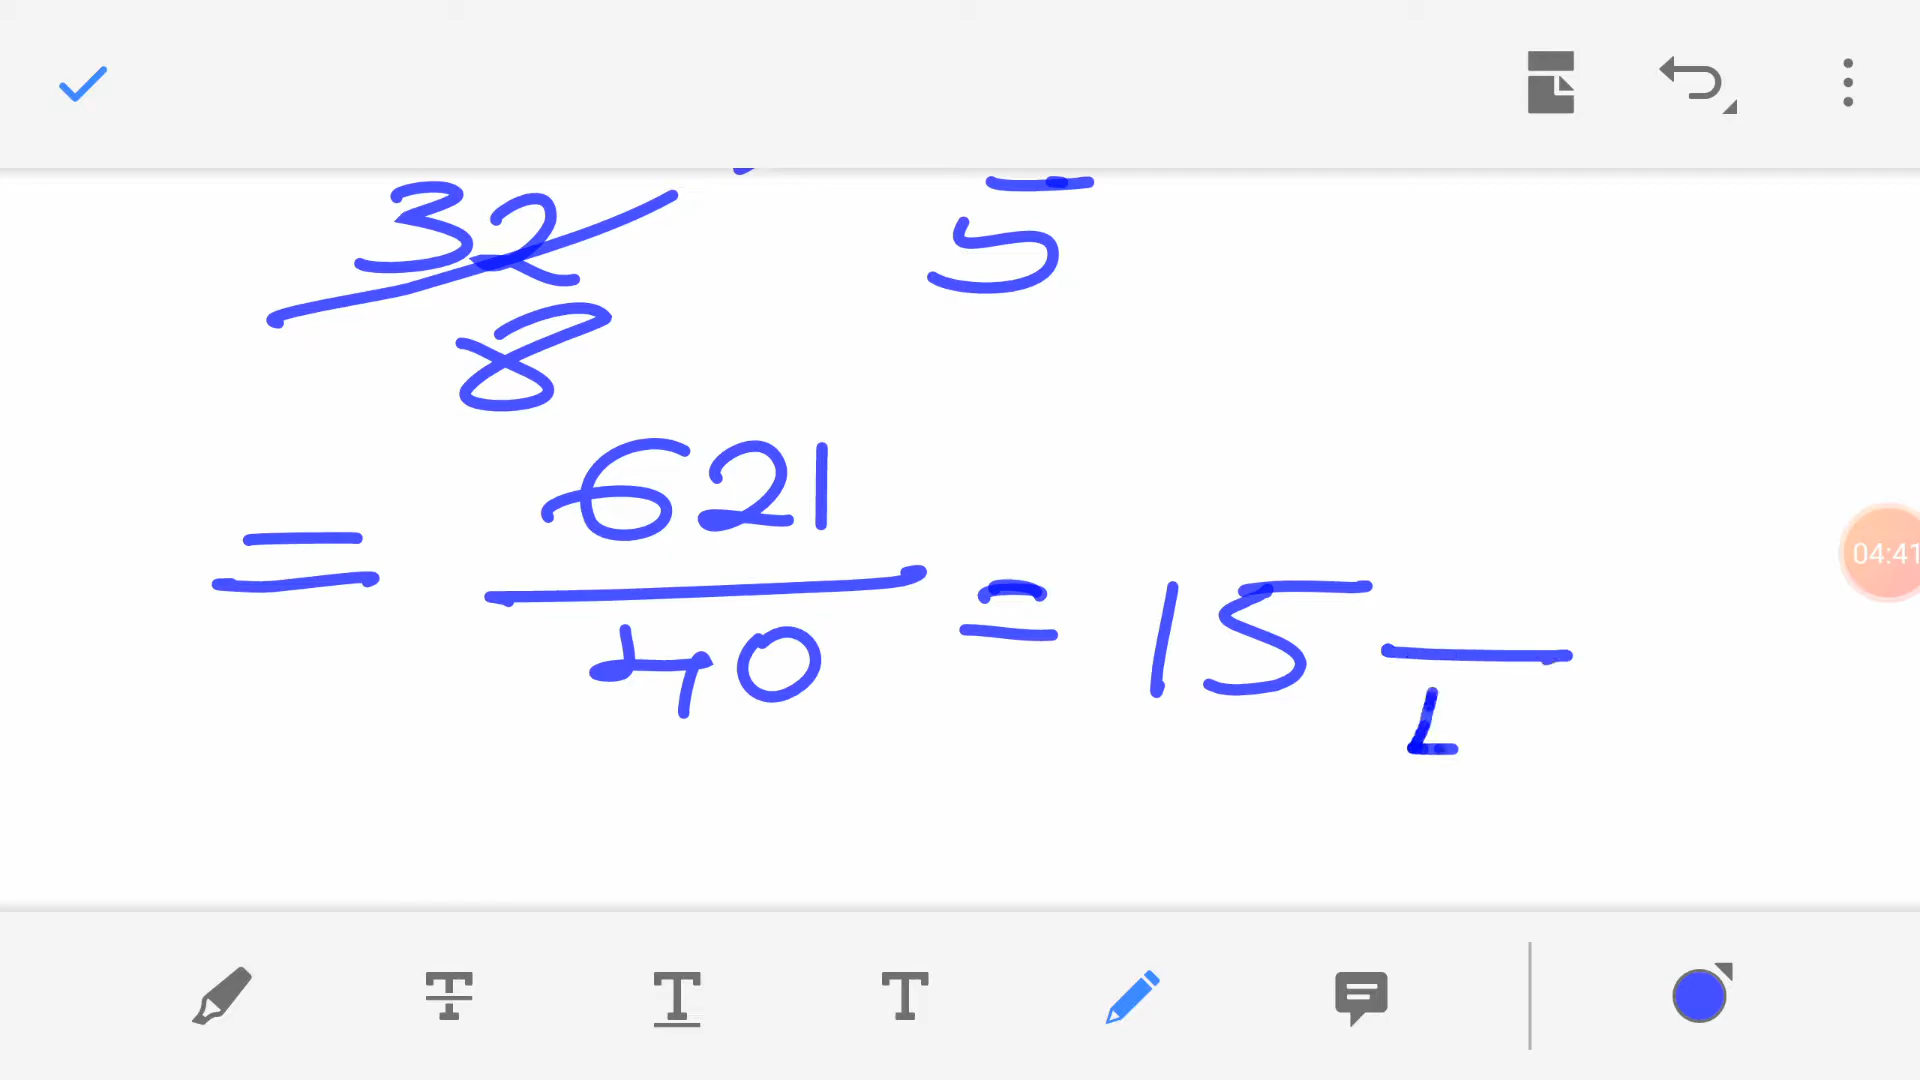 32 5
8
621
= — = 15 —
40
04:41
T T T